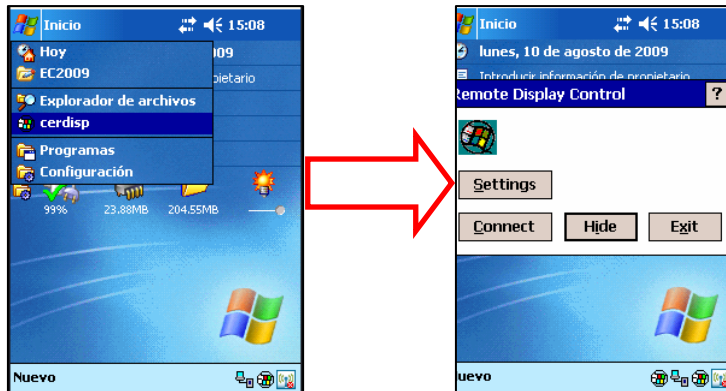 Inicio 15:08
Hoy 09
EC2009 pietario
Explorador de archivos
cerdisp
Programas
Configuración
99% 23.88MB 204.55MB
Nuevo
Inicio 15:08
lunes, 10 de agosto de 2009
Introducir información de propietario
Remote Display Control ?
Settings
Connect Hide Exit
uevo